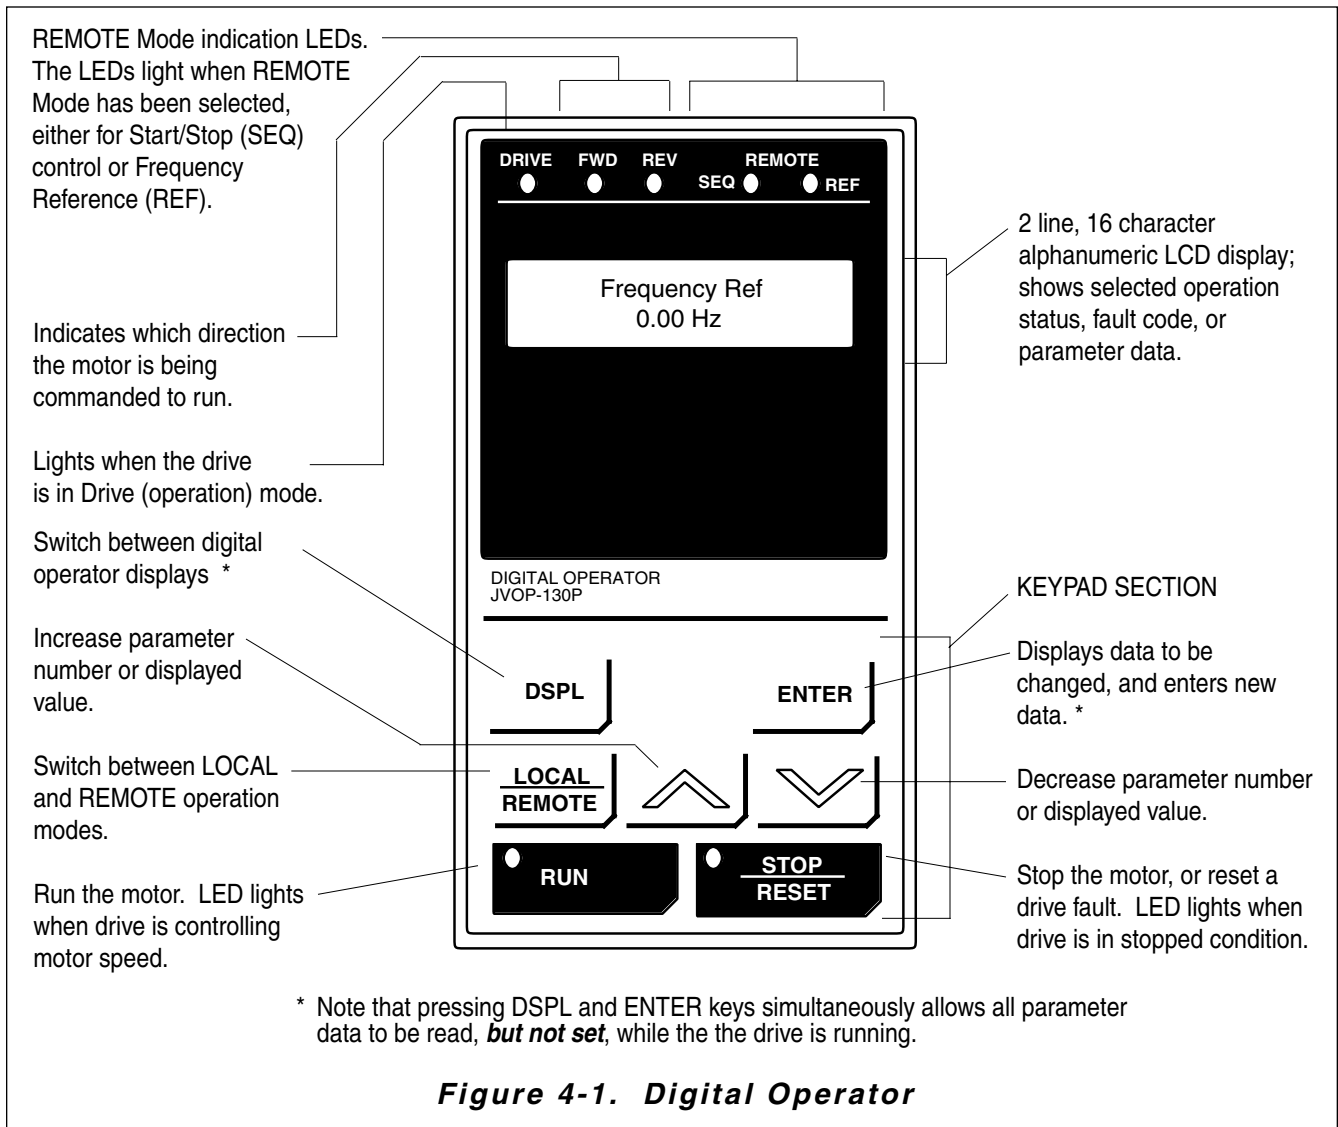 REMOTE Mode indication LEDs.
The LEDs light when REMOTE
Mode has been selected,
either for Start/Stop (SEQ)
control or Frequency
Reference (REF).
Indicates which direction
the motor is being
commanded to run.
Lights when the drive
is in Drive (operation) mode.
Switch between digital
operator displays *
Increase parameter
number or displayed
value.
Switch between LOCAL
and REMOTE operation
modes.
Run the motor. LED lights
when drive is controlling
motor speed.
DRIVE FWD REV REMOTE
SEQ REF
Frequency Ref
0.00 Hz
DIGITAL OPERATOR
JVOP-130P
DSPL
ENTER
LOCAL
REMOTE
RUN
STOP
RESET
2 line, 16 character
alphanumeric LCD display;
shows selected operation
status, fault code, or
parameter data.
KEYPAD SECTION
Displays data to be
changed, and enters new
data. *
Decrease parameter number
or displayed value.
Stop the motor, or reset a
drive fault. LED lights when
drive is in stopped condition.
* Note that pressing DSPL and ENTER keys simultaneously allows all parameter
data to be read, but not set, while the the drive is running.
Figure 4-1. Digital Operator